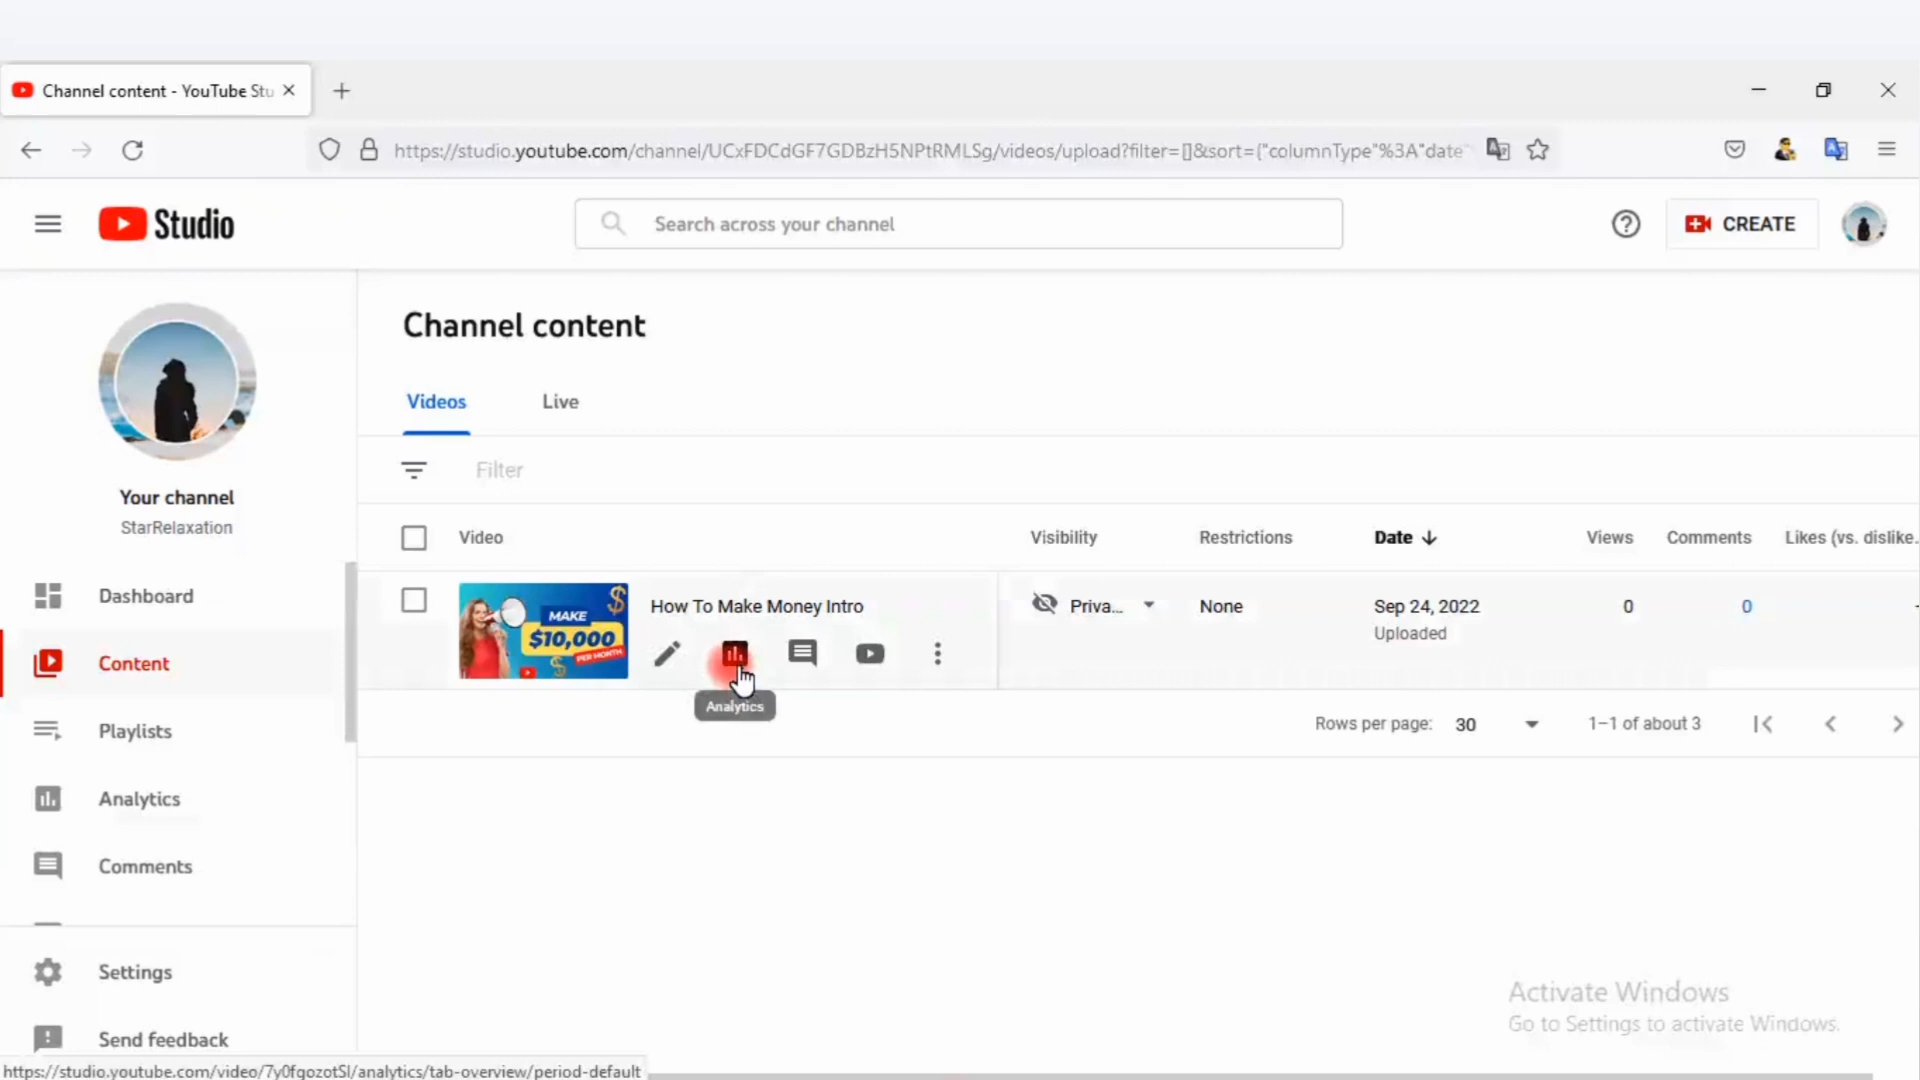 Channel content - YouTube Stu
https://studio.youtube.com/channel/UCxFDCdGF7GDBzH5NPtRMLSg/videos/upload?filter=[]&sort={"columnType"%3A"date"
Studio
Search across your channel
CREATE
Your channel
StarRelaxation
Dashboard
Content
Playlists
Analytics
Comments
Settings
Send feedback
Channel content
Videos Live
Filter
Video Visibility Restrictions Date Views Comments Likes (vs. dislike.
MAKE
$10,000
PER MONTH
How To Make Money Intro Priva... None Sep 24, 2022 0 0
Uploaded
Analytics
Rows per page: 30 1–1 of about 3
Activate Windows
Go to Settings to activate Windows.
https://studio.youtube.com/video/7y0fqozotSI/analytics/tab-overview/period-default